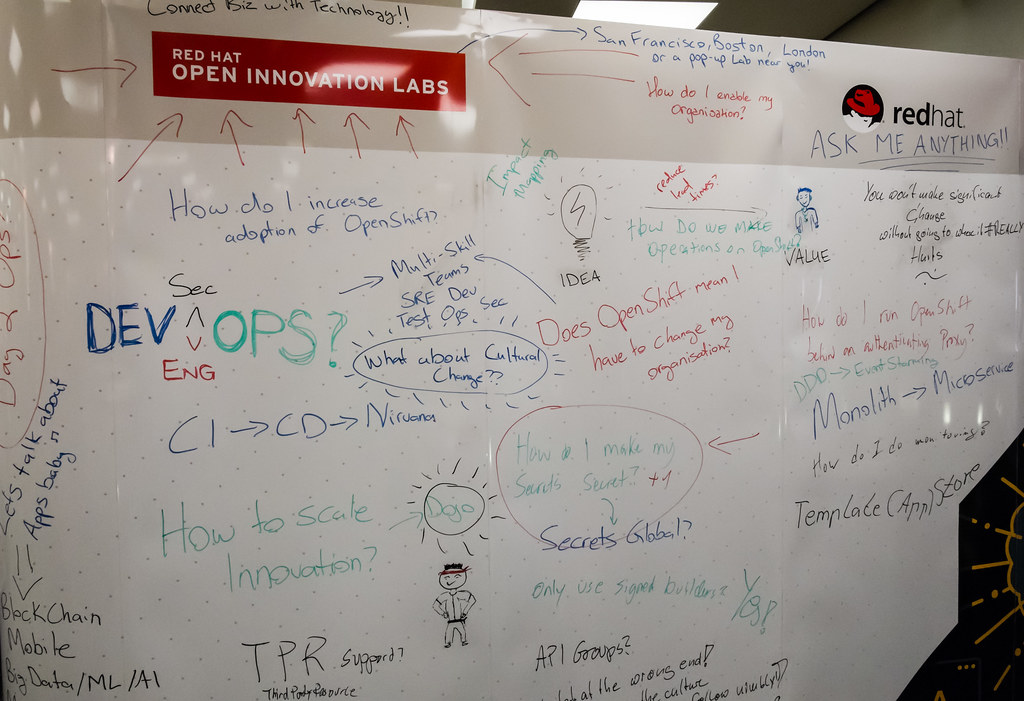 Connect Biz with Technology!!
RED HAT
OPEN INNOVATION LABS
San Francisco, Boston, London
or a pop-up Lab near you!
How do I enable my
Organisation?
redhat.
ASK ME ANYTHING!!
Impact
Mapping
reduce
lead
times?
IDEA
How Do we MAKE
operations on OpenShift?
VALUE
You won't make significant
Change
without going to where it #REALLY
Hurts
How do I increase
adoption of OpenShift?
Multi-Skill
Teams
SRE Dev
Test Ops Sec
Sec
DEV OPS?
ENG
What about Cultural
Change??
Does OpenShift mean I
have to change my
organisation?
How do I run OpenShift
behind an authenticating Proxy?
DDD → Event Storming
Monolith → Microservice
How do I do monitoring?
Template (App) Store
CI → CD → Nirvana
How do I make my
Secrets Secret? +1
Secrets Global?
Only use signed builders?
Yes!
How to scale
Innovation?
Dojo
Day 2 Ops
Lets talk about
Apps baby
BlockChain
Mobile
Big Data/ML/AI
TPR Support?
Third Party Resource
API Groups?
at the wrong end!
the culture
follow